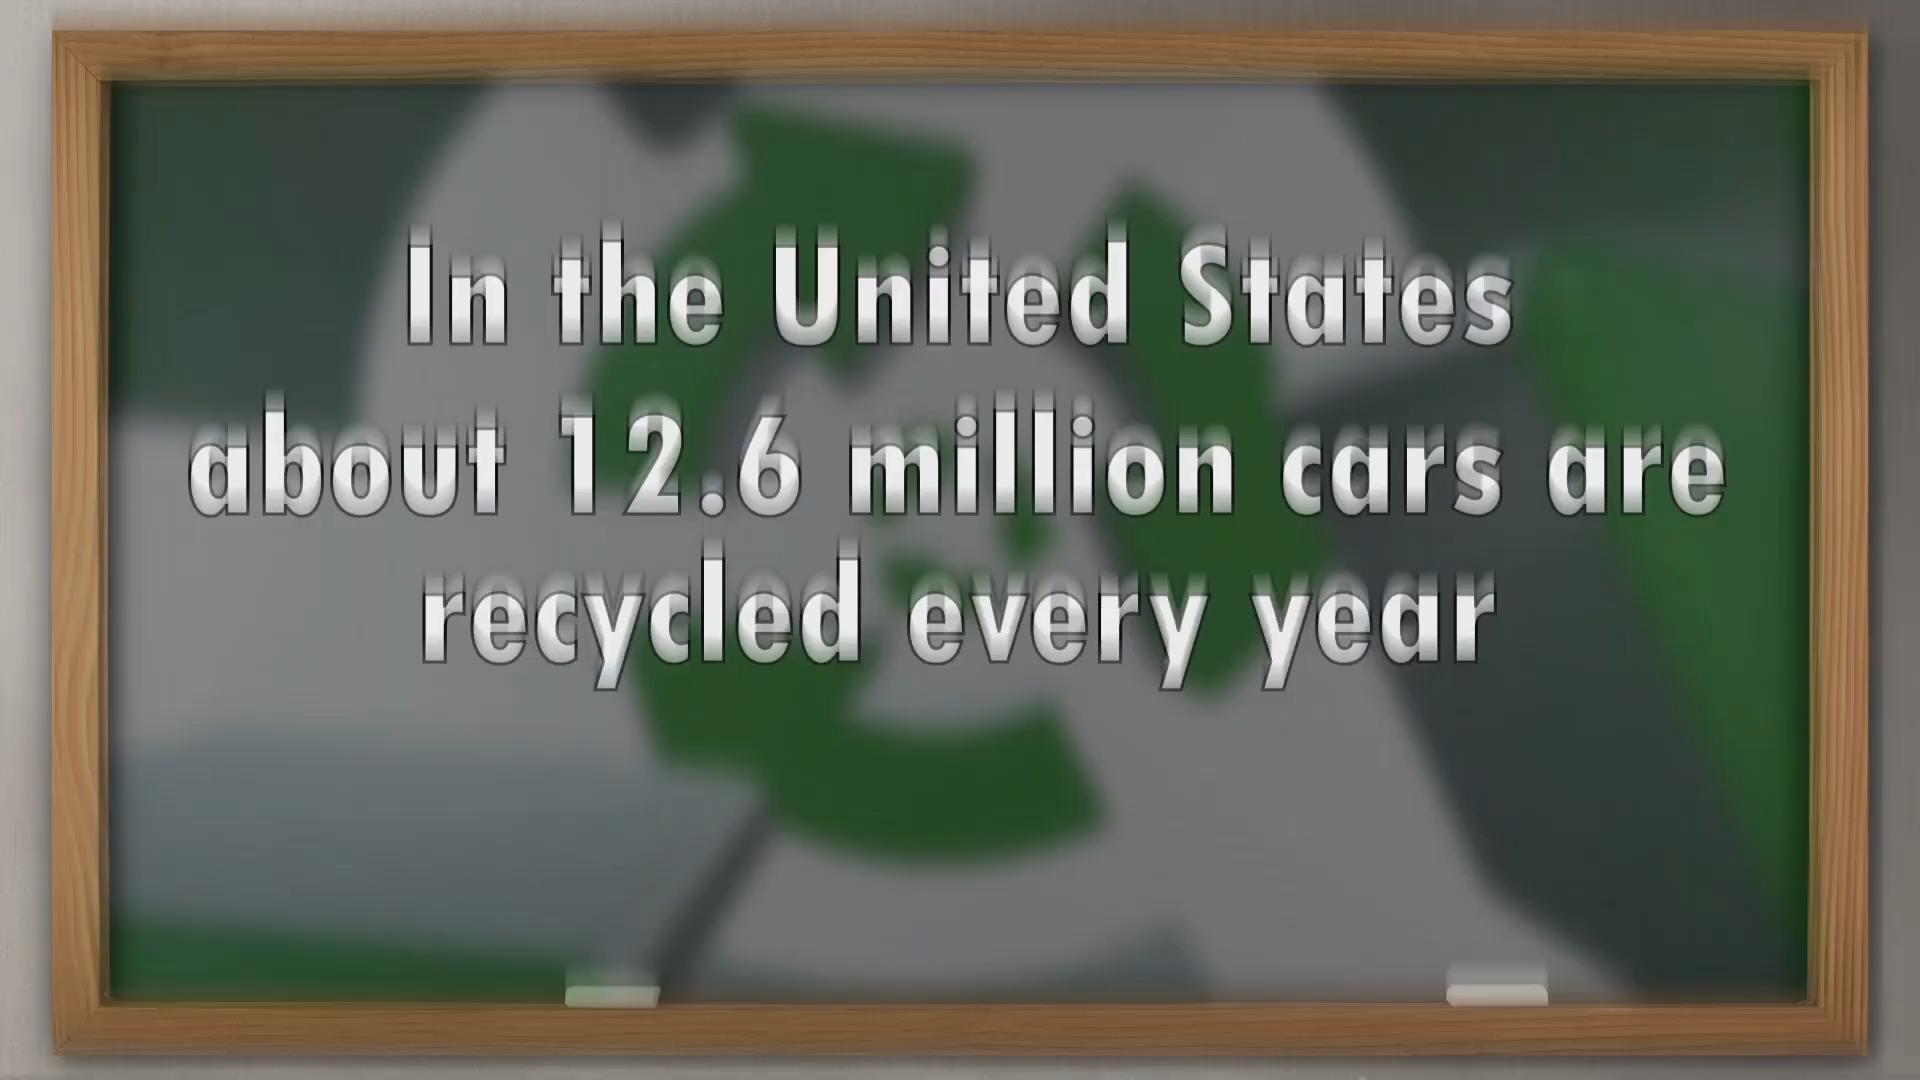 In the United States
about 12.6 million cars are
recycled every year